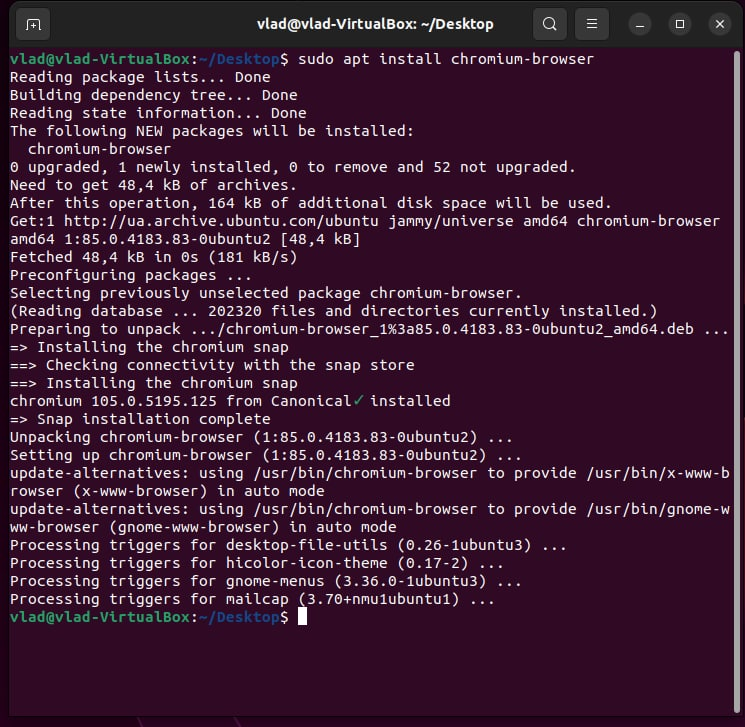 vlad@vlad-VirtualBox: ~/Desktop
vlad@vlad-VirtualBox:~/Desktop$ sudo apt install chromium-browser
Reading package lists... Done
Building dependency tree... Done
Reading state information... Done
The following NEW packages will be installed:
  chromium-browser
0 upgraded, 1 newly installed, 0 to remove and 52 not upgraded.
Need to get 48,4 kB of archives.
After this operation, 164 kB of additional disk space will be used.
Get:1 http://ua.archive.ubuntu.com/ubuntu jammy/universe amd64 chromium-browser
amd64 1:85.0.4183.83-0ubuntu2 [48,4 kB]
Fetched 48,4 kB in 0s (181 kB/s)
Preconfiguring packages ...
Selecting previously unselected package chromium-browser.
(Reading database ... 202320 files and directories currently installed.)
Preparing to unpack .../chromium-browser_1%3a85.0.4183.83-0ubuntu2_amd64.deb ...
=> Installing the chromium snap
==> Checking connectivity with the snap store
==> Installing the chromium snap
chromium 105.0.5195.125 from Canonical✓ installed
=> Snap installation complete
Unpacking chromium-browser (1:85.0.4183.83-0ubuntu2) ...
Setting up chromium-browser (1:85.0.4183.83-0ubuntu2) ...
update-alternatives: using /usr/bin/chromium-browser to provide /usr/bin/x-www-b
rowser (x-www-browser) in auto mode
update-alternatives: using /usr/bin/chromium-browser to provide /usr/bin/gnome-w
ww-browser (gnome-www-browser) in auto mode
Processing triggers for desktop-file-utils (0.26-1ubuntu3) ...
Processing triggers for hicolor-icon-theme (0.17-2) ...
Processing triggers for gnome-menus (3.36.0-1ubuntu3) ...
Processing triggers for mailcap (3.70+nmu1ubuntu1) ...
vlad@vlad-VirtualBox:~/Desktop$